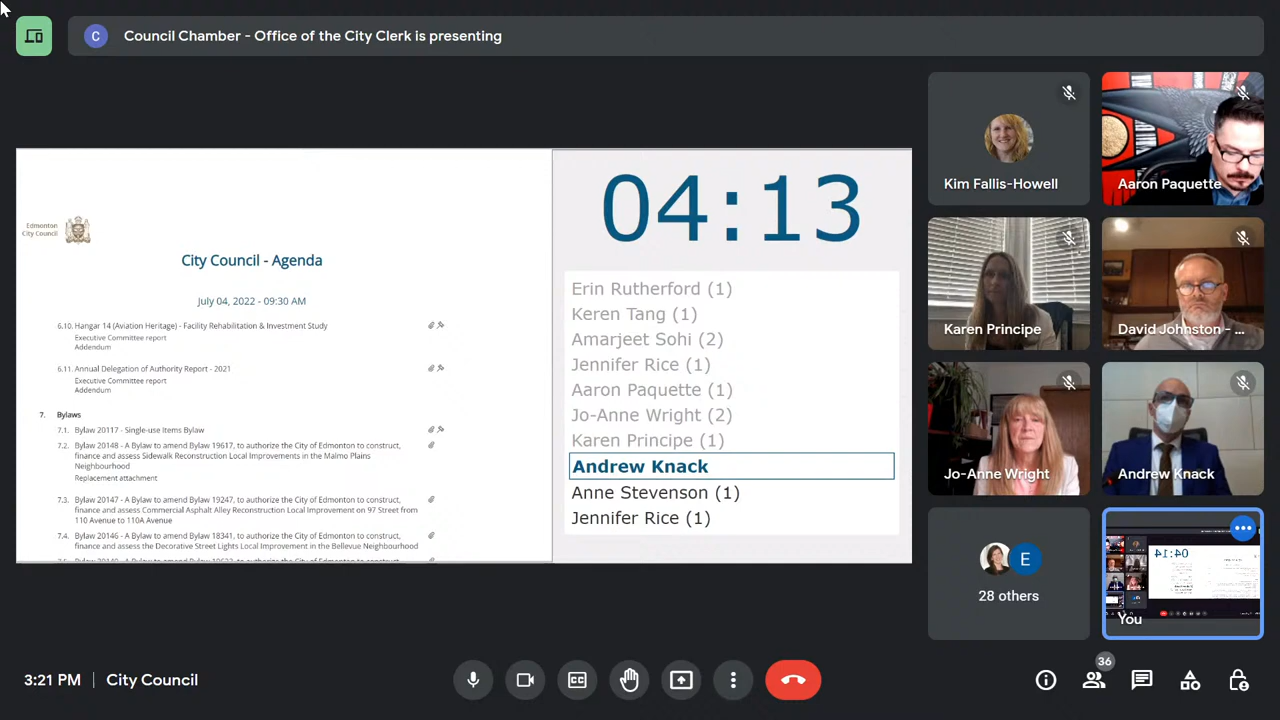 Council Chamber - Office of the City Clerk is presenting
Edmonton
City Council
City Council - Agenda
July 04, 2022 - 09:30 AM
6.10. Hangar 14 (Aviation Heritage) - Facility Rehabilitation & Investment Study
Executive Committee report
Addendum
6.11. Annual Delegation of Authority Report - 2021
Executive Committee report
Addendum
7. Bylaws
7.1. Bylaw 20117 - Single-use Items Bylaw
7.2. Bylaw 20148 - A Bylaw to amend Bylaw 19617, to authorize the City of Edmonton to construct,
finance and assess Sidewalk Reconstruction Local Improvements in the Malmo Plains
Neighbourhood
Replacement attachment
7.3. Bylaw 20147 - A Bylaw to amend Bylaw 19247, to authorize the City of Edmonton to construct,
finance and assess Commercial Asphalt Alley Reconstruction Local Improvement on 97 Street from
110 Avenue to 110A Avenue
7.4. Bylaw 20146 - A Bylaw to amend Bylaw 18341, to authorize the City of Edmonton to construct,
finance and assess the Decorative Street Lights Local Improvement in the Bellevue Neighbourhood
04:13
Erin Rutherford (1)
Keren Tang (1)
Amarjeet Sohi (2)
Jennifer Rice (1)
Aaron Paquette (1)
Jo-Anne Wright (2)
Karen Principe (1)
Andrew Knack
Anne Stevenson (1)
Jennifer Rice (1)
C
Kim Fallis-Howell
Aaron Paquette
Karen Principe
David Johnston - ...
Jo-Anne Wright
Andrew Knack
E
28 others
04:14
You
3:21 PM | City Council
CC
36